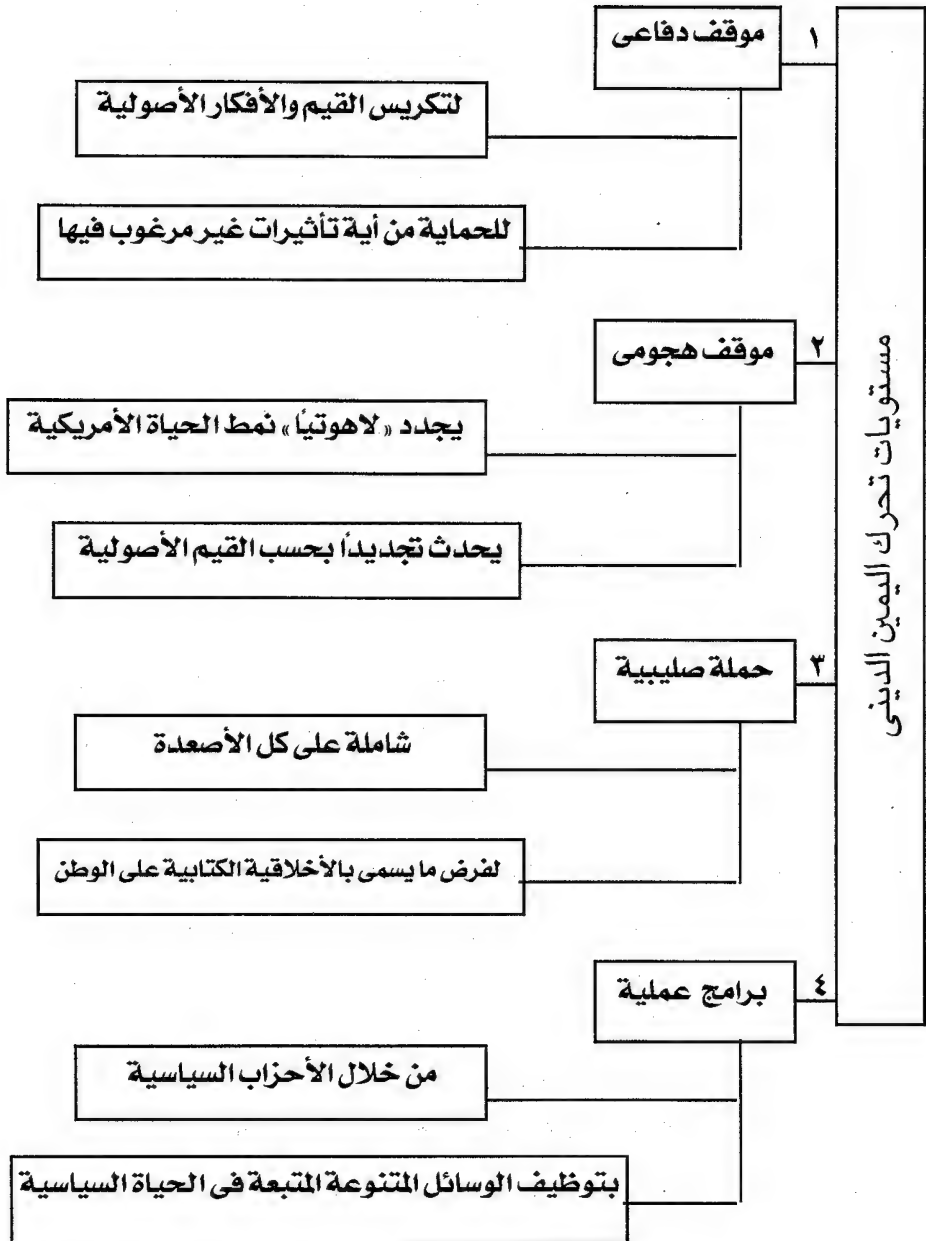 مستويات تحرك اليمين الدينى
١
موقف دفاعى
لتكريس القيم والأفكار الأصولية
للحماية من أية تأثيرات غير مرغوب فيها
٢
موقف هجومى
يجدد «لاهوتيًا» نمط الحياة الأمريكية
يحدث تجديدًا بحسب القيم الأصولية
٣
حملة صليبية
شاملة على كل الأصعدة
لفرض ما يسمى بالأخلاقية الكتابية على الوطن
٤
برامج عملية
من خلال الأحزاب السياسية
بتوظيف الوسائل المتنوعة المتبعة فى الحياة السياسية